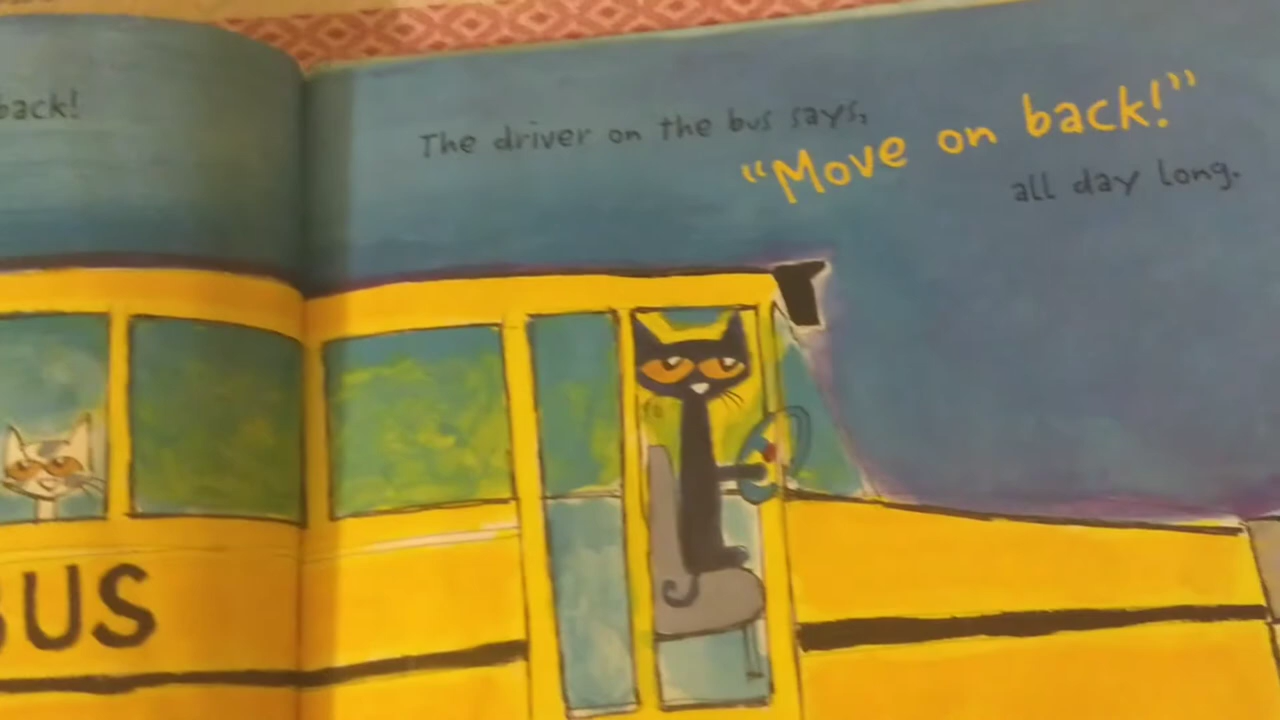 back!
The driver on the bus says,
"Move on back!"
all day long.
BUS